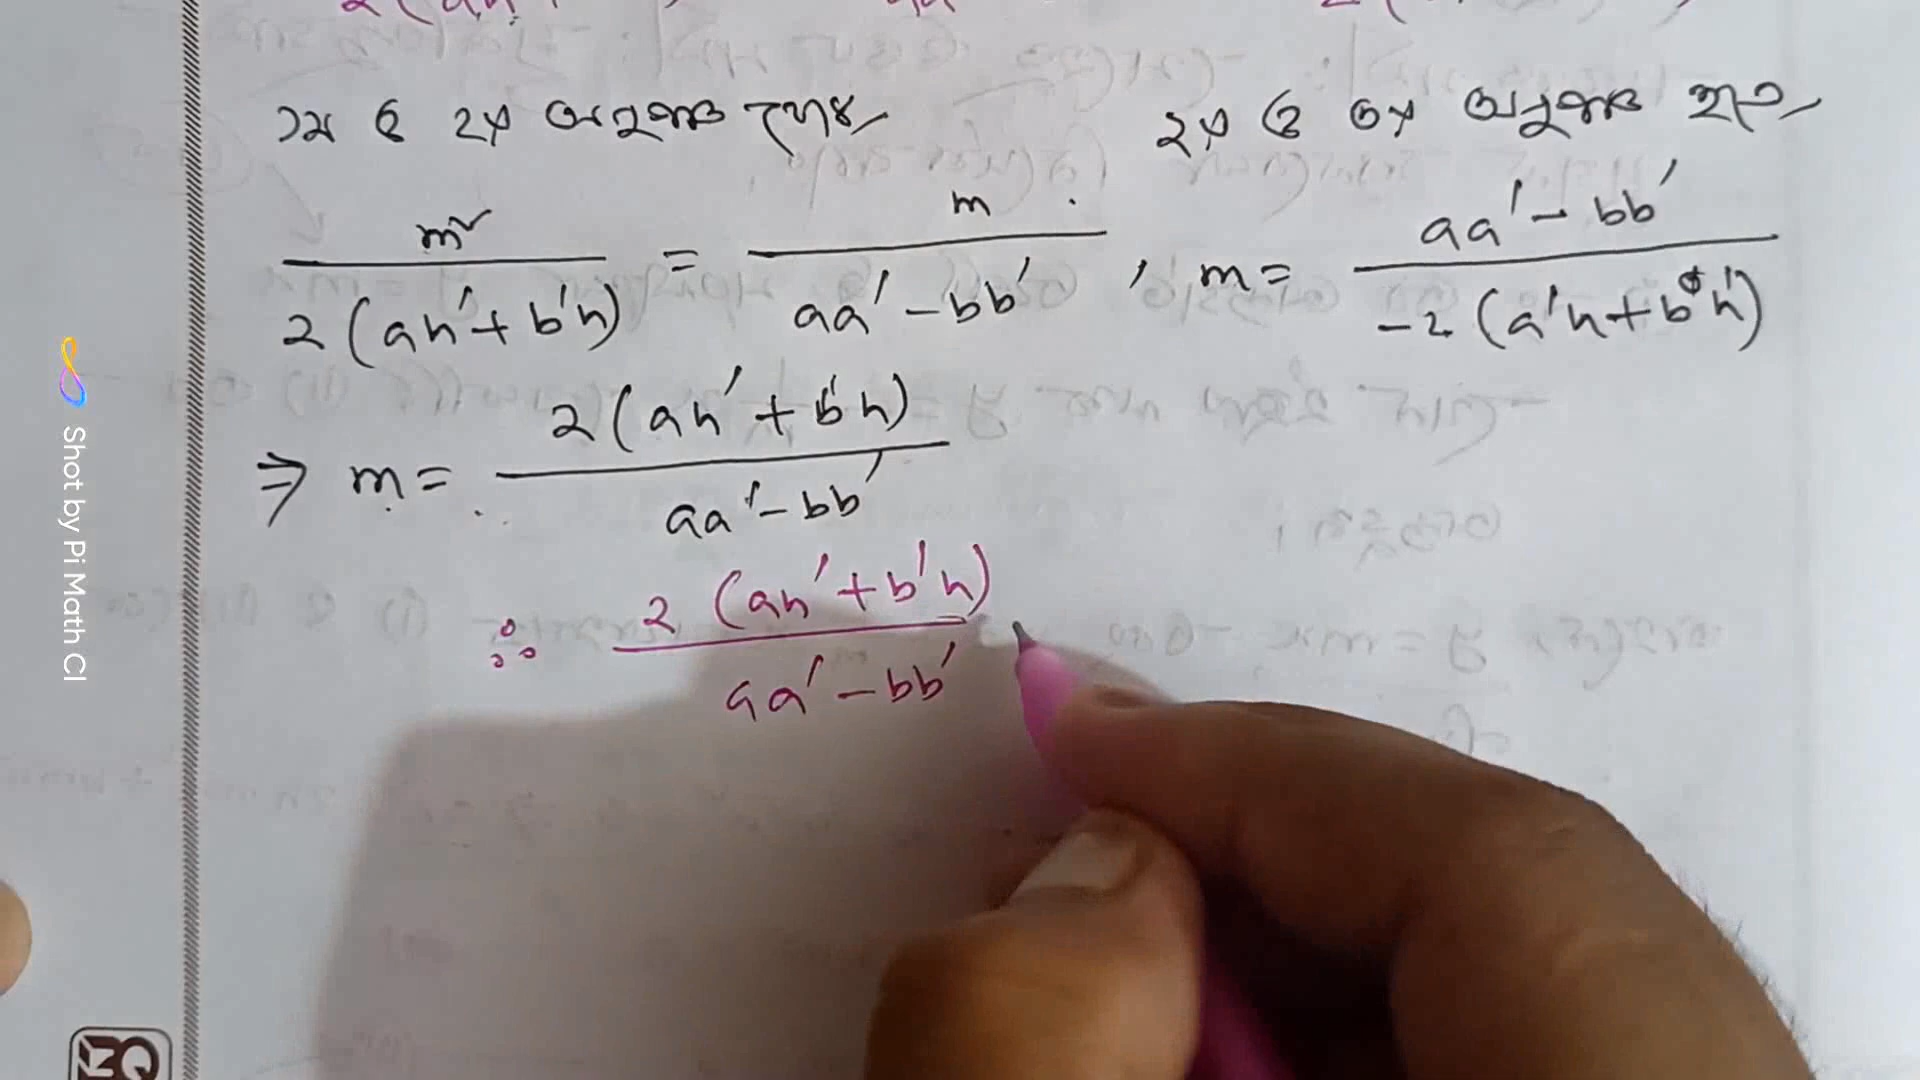 ১ম ও ২য় অনুপাত থেকে,
২য় ও ৩য় অনুপাত হতে,
m² / 2(ah' + b'h) = m / aa' - bb' , m = aa' - bb' / -2(a'h + bh')
⇒ m = 2(ah' + b'h) / aa' - bb'
∴ 2(ah' + b'h) / aa' - bb'
Shot by Pi Math Cl